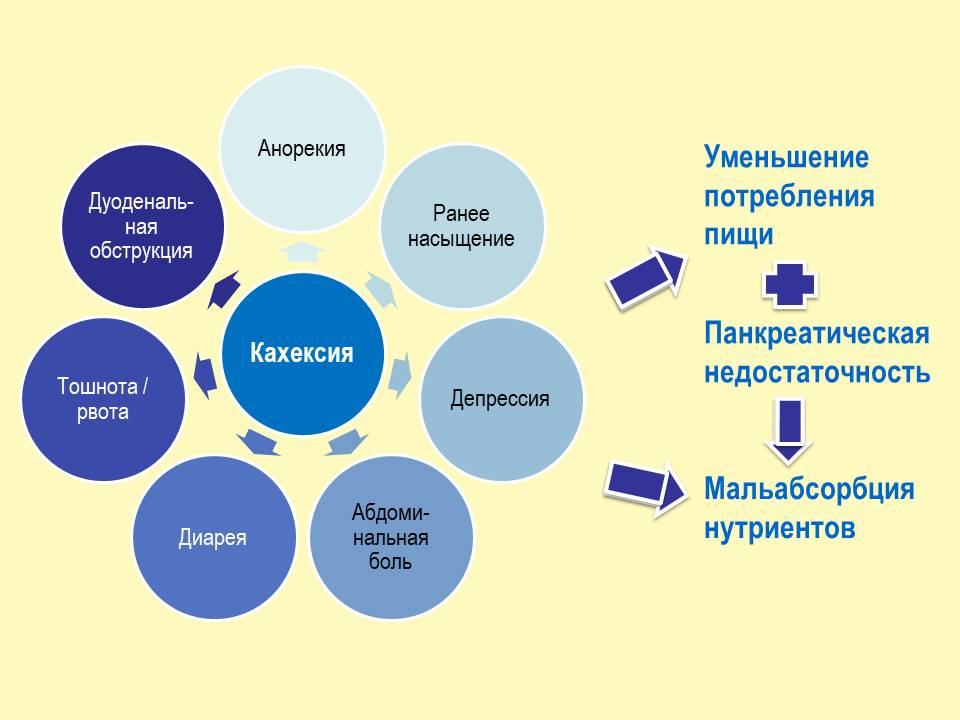 Анорекия
Ранее
насыщение
Депрессия
Абдоми-
нальная
боль
Диарея
Тошнота /
рвота
Дуоденаль-
ная
обструкция
Кахексия
Уменьшение
потребления
пищи
Панкреатическая
недостаточность
Мальабсорбция
нутриентов